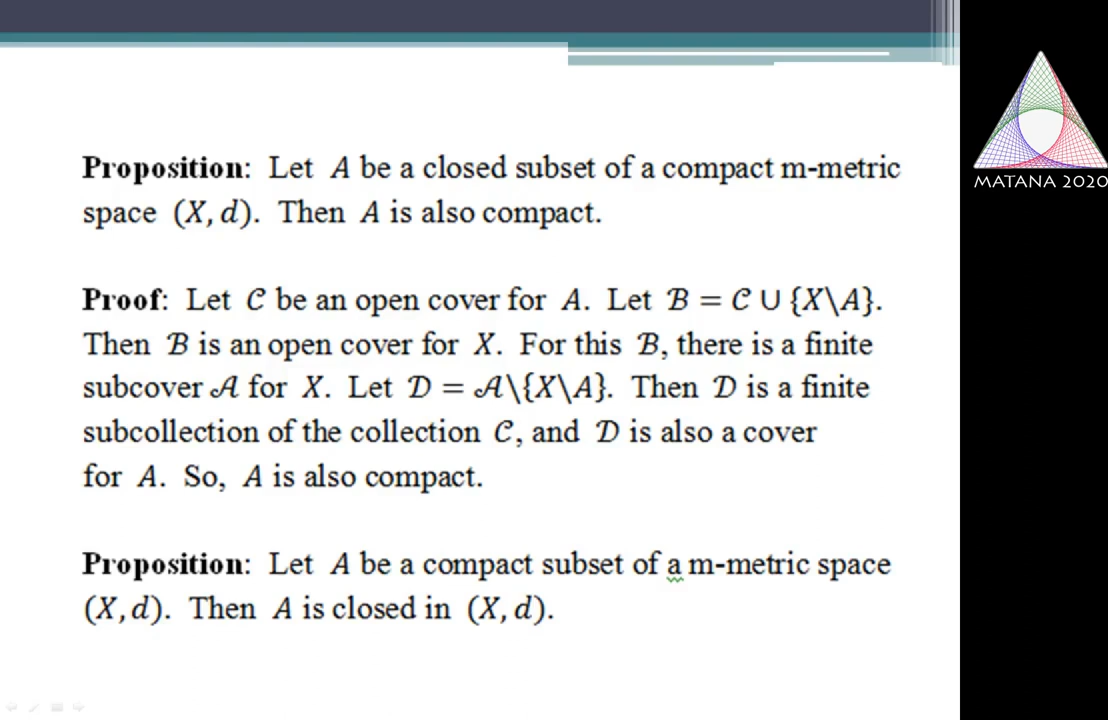 Proposition: Let A be a closed subset of a compact m-metric
space (X, d). Then A is also compact.
Proof: Let 𝒞 be an open cover for A. Let ℬ = 𝒞 ∪ {X\A}.
Then ℬ is an open cover for X. For this ℬ, there is a finite
subcover 𝒜 for X. Let 𝒟 = 𝒜\{X\A}. Then 𝒟 is a finite
subcollection of the collection 𝒞, and 𝒟 is also a cover
for A. So, A is also compact.
Proposition: Let A be a compact subset of a m-metric space
(X, d). Then A is closed in (X, d).
MATANA 2020